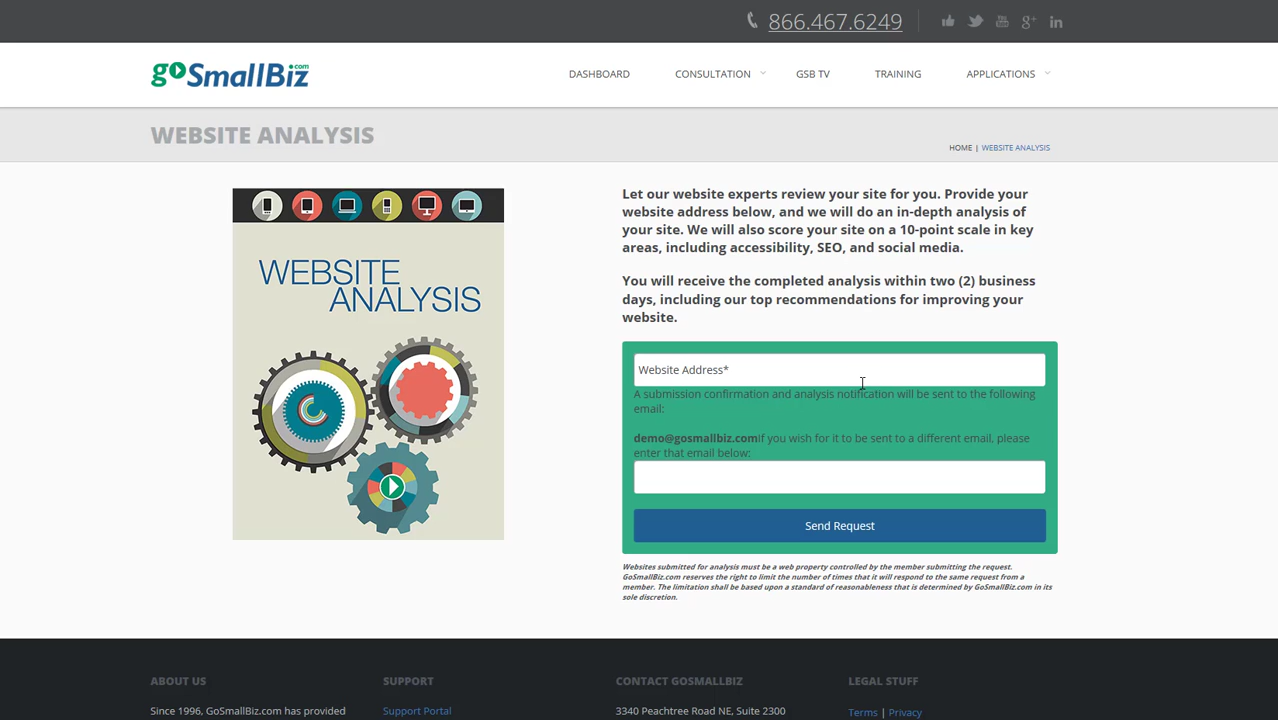 866.467.6249
goSmallBiz.com
DASHBOARD CONSULTATION GSB TV TRAINING APPLICATIONS
WEBSITE ANALYSIS
HOME | WEBSITE ANALYSIS
WEBSITE
ANALYSIS
Let our website experts review your site for you. Provide your
website address below, and we will do an in-depth analysis of
your site. We will also score your site on a 10-point scale in key
areas, including accessibility, SEO, and social media.
You will receive the completed analysis within two (2) business
days, including our top recommendations for improving your
website.
Website Address*
A submission confirmation and analysis notification will be sent to the following
email:
demo@gosmallbiz.comIf you wish for it to be sent to a different email, please
enter that email below:
Send Request
Websites submitted for analysis must be a web property controlled by the member submitting the request.
GoSmallBiz.com reserves the right to limit the number of times that it will respond to the same request from a
member. The limitation shall be based upon a standard of reasonableness that is determined by GoSmallBiz.com in its
sole discretion.
ABOUT US
Since 1996, GoSmallBiz.com has provided
SUPPORT
Support Portal
CONTACT GOSMALLBIZ
3340 Peachtree Road NE, Suite 2300
LEGAL STUFF
Terms | Privacy